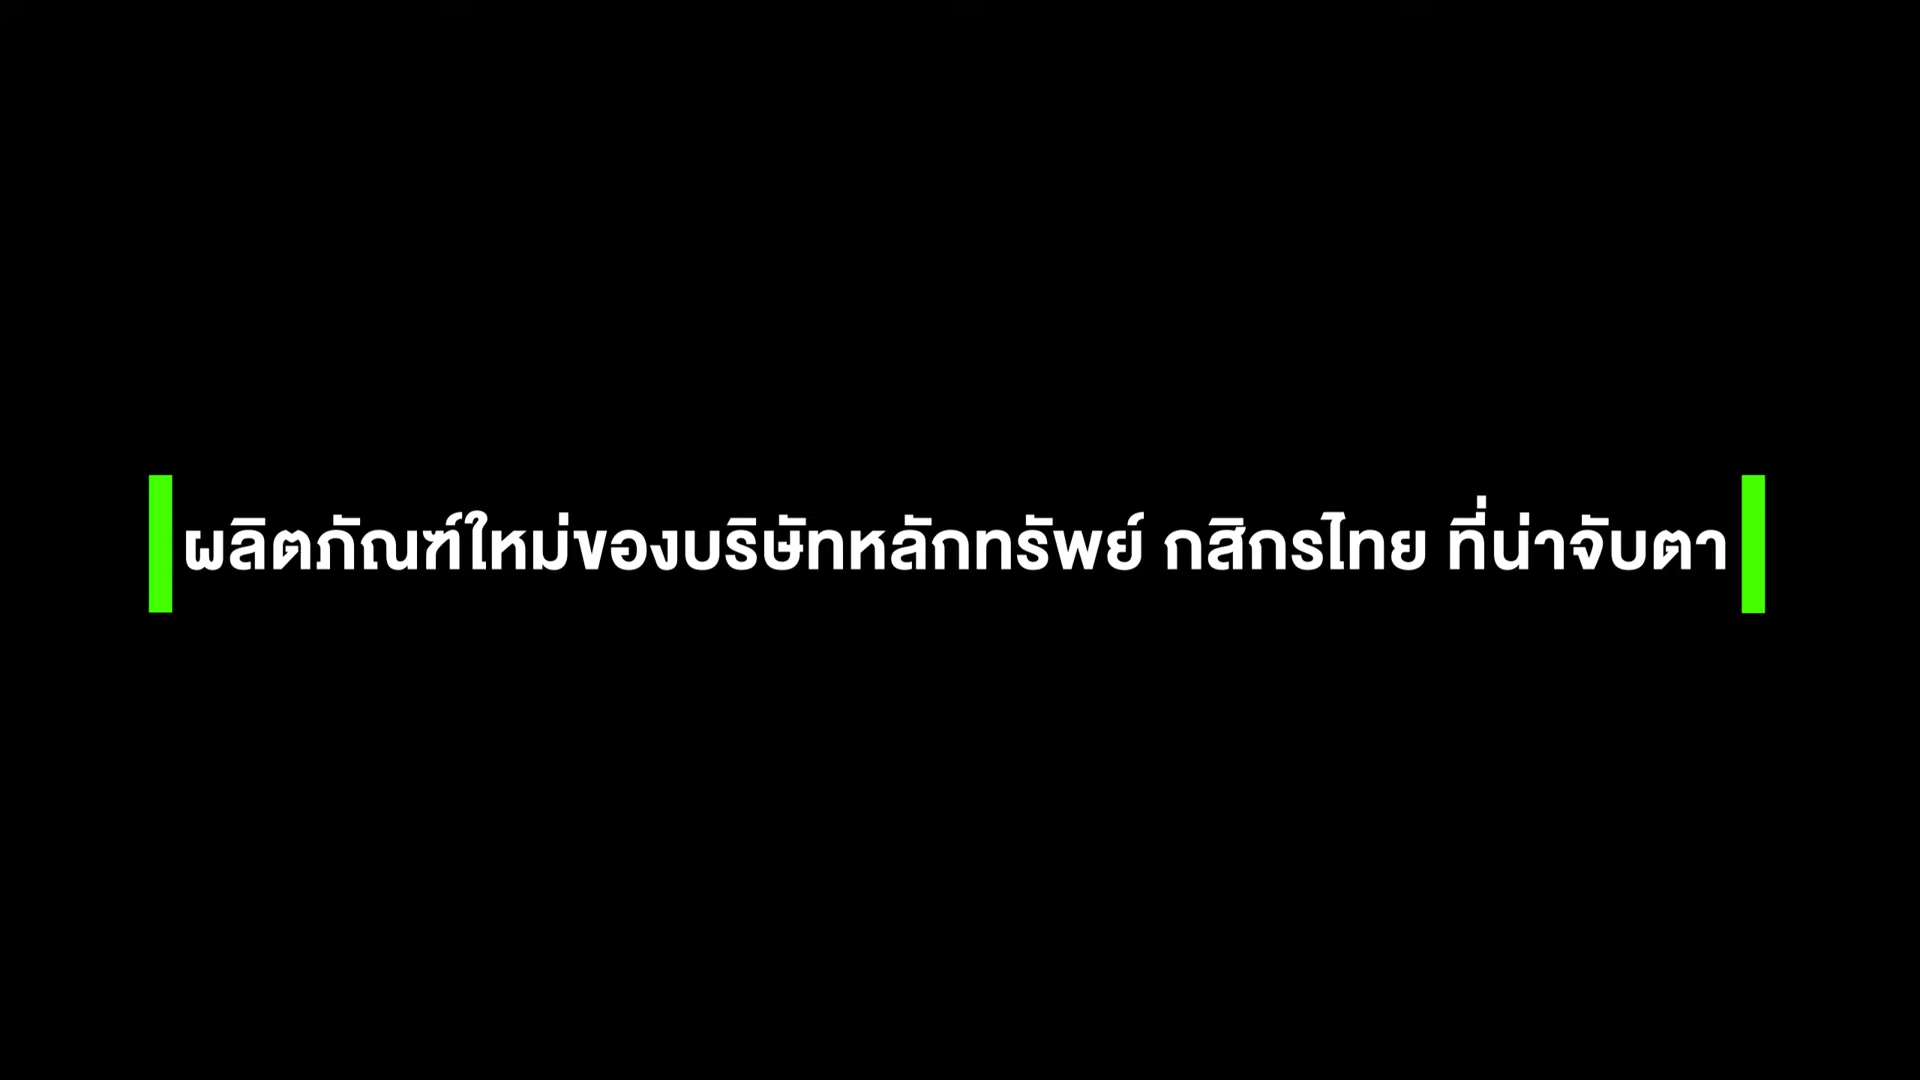 ผลิตภัณฑ์ใหม่ของบริษัทหลักทรัพย์ กสิกรไทย ที่น่าจับตา